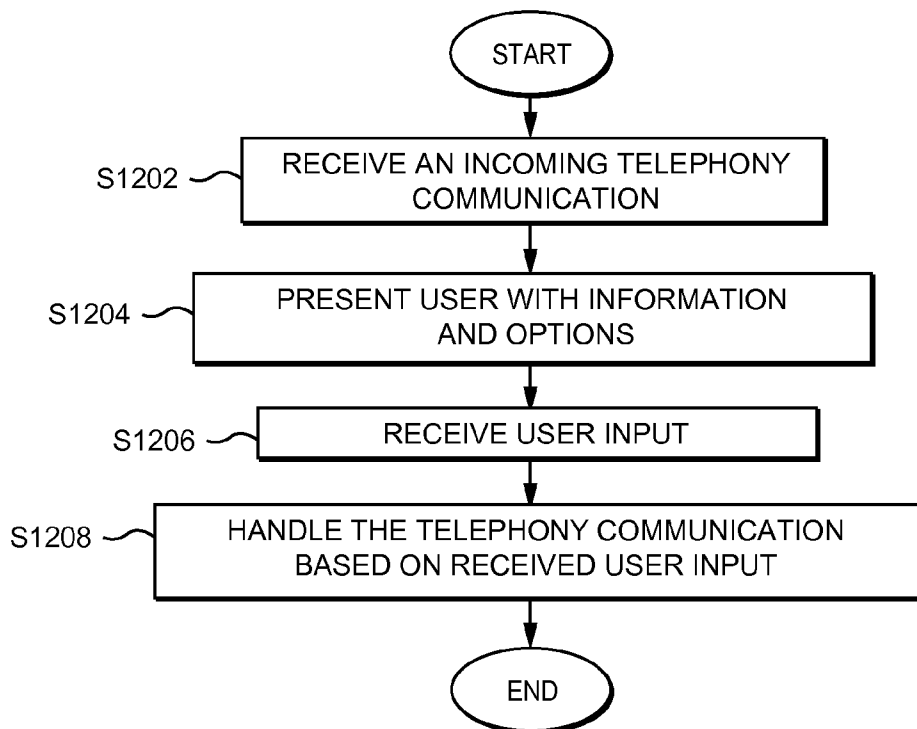 START
S1202
RECEIVE AN INCOMING TELEPHONY
COMMUNICATION
S1204
PRESENT USER WITH INFORMATION
AND OPTIONS
S1206
RECEIVE USER INPUT
S1208
HANDLE THE TELEPHONY COMMUNICATION
BASED ON RECEIVED USER INPUT
END